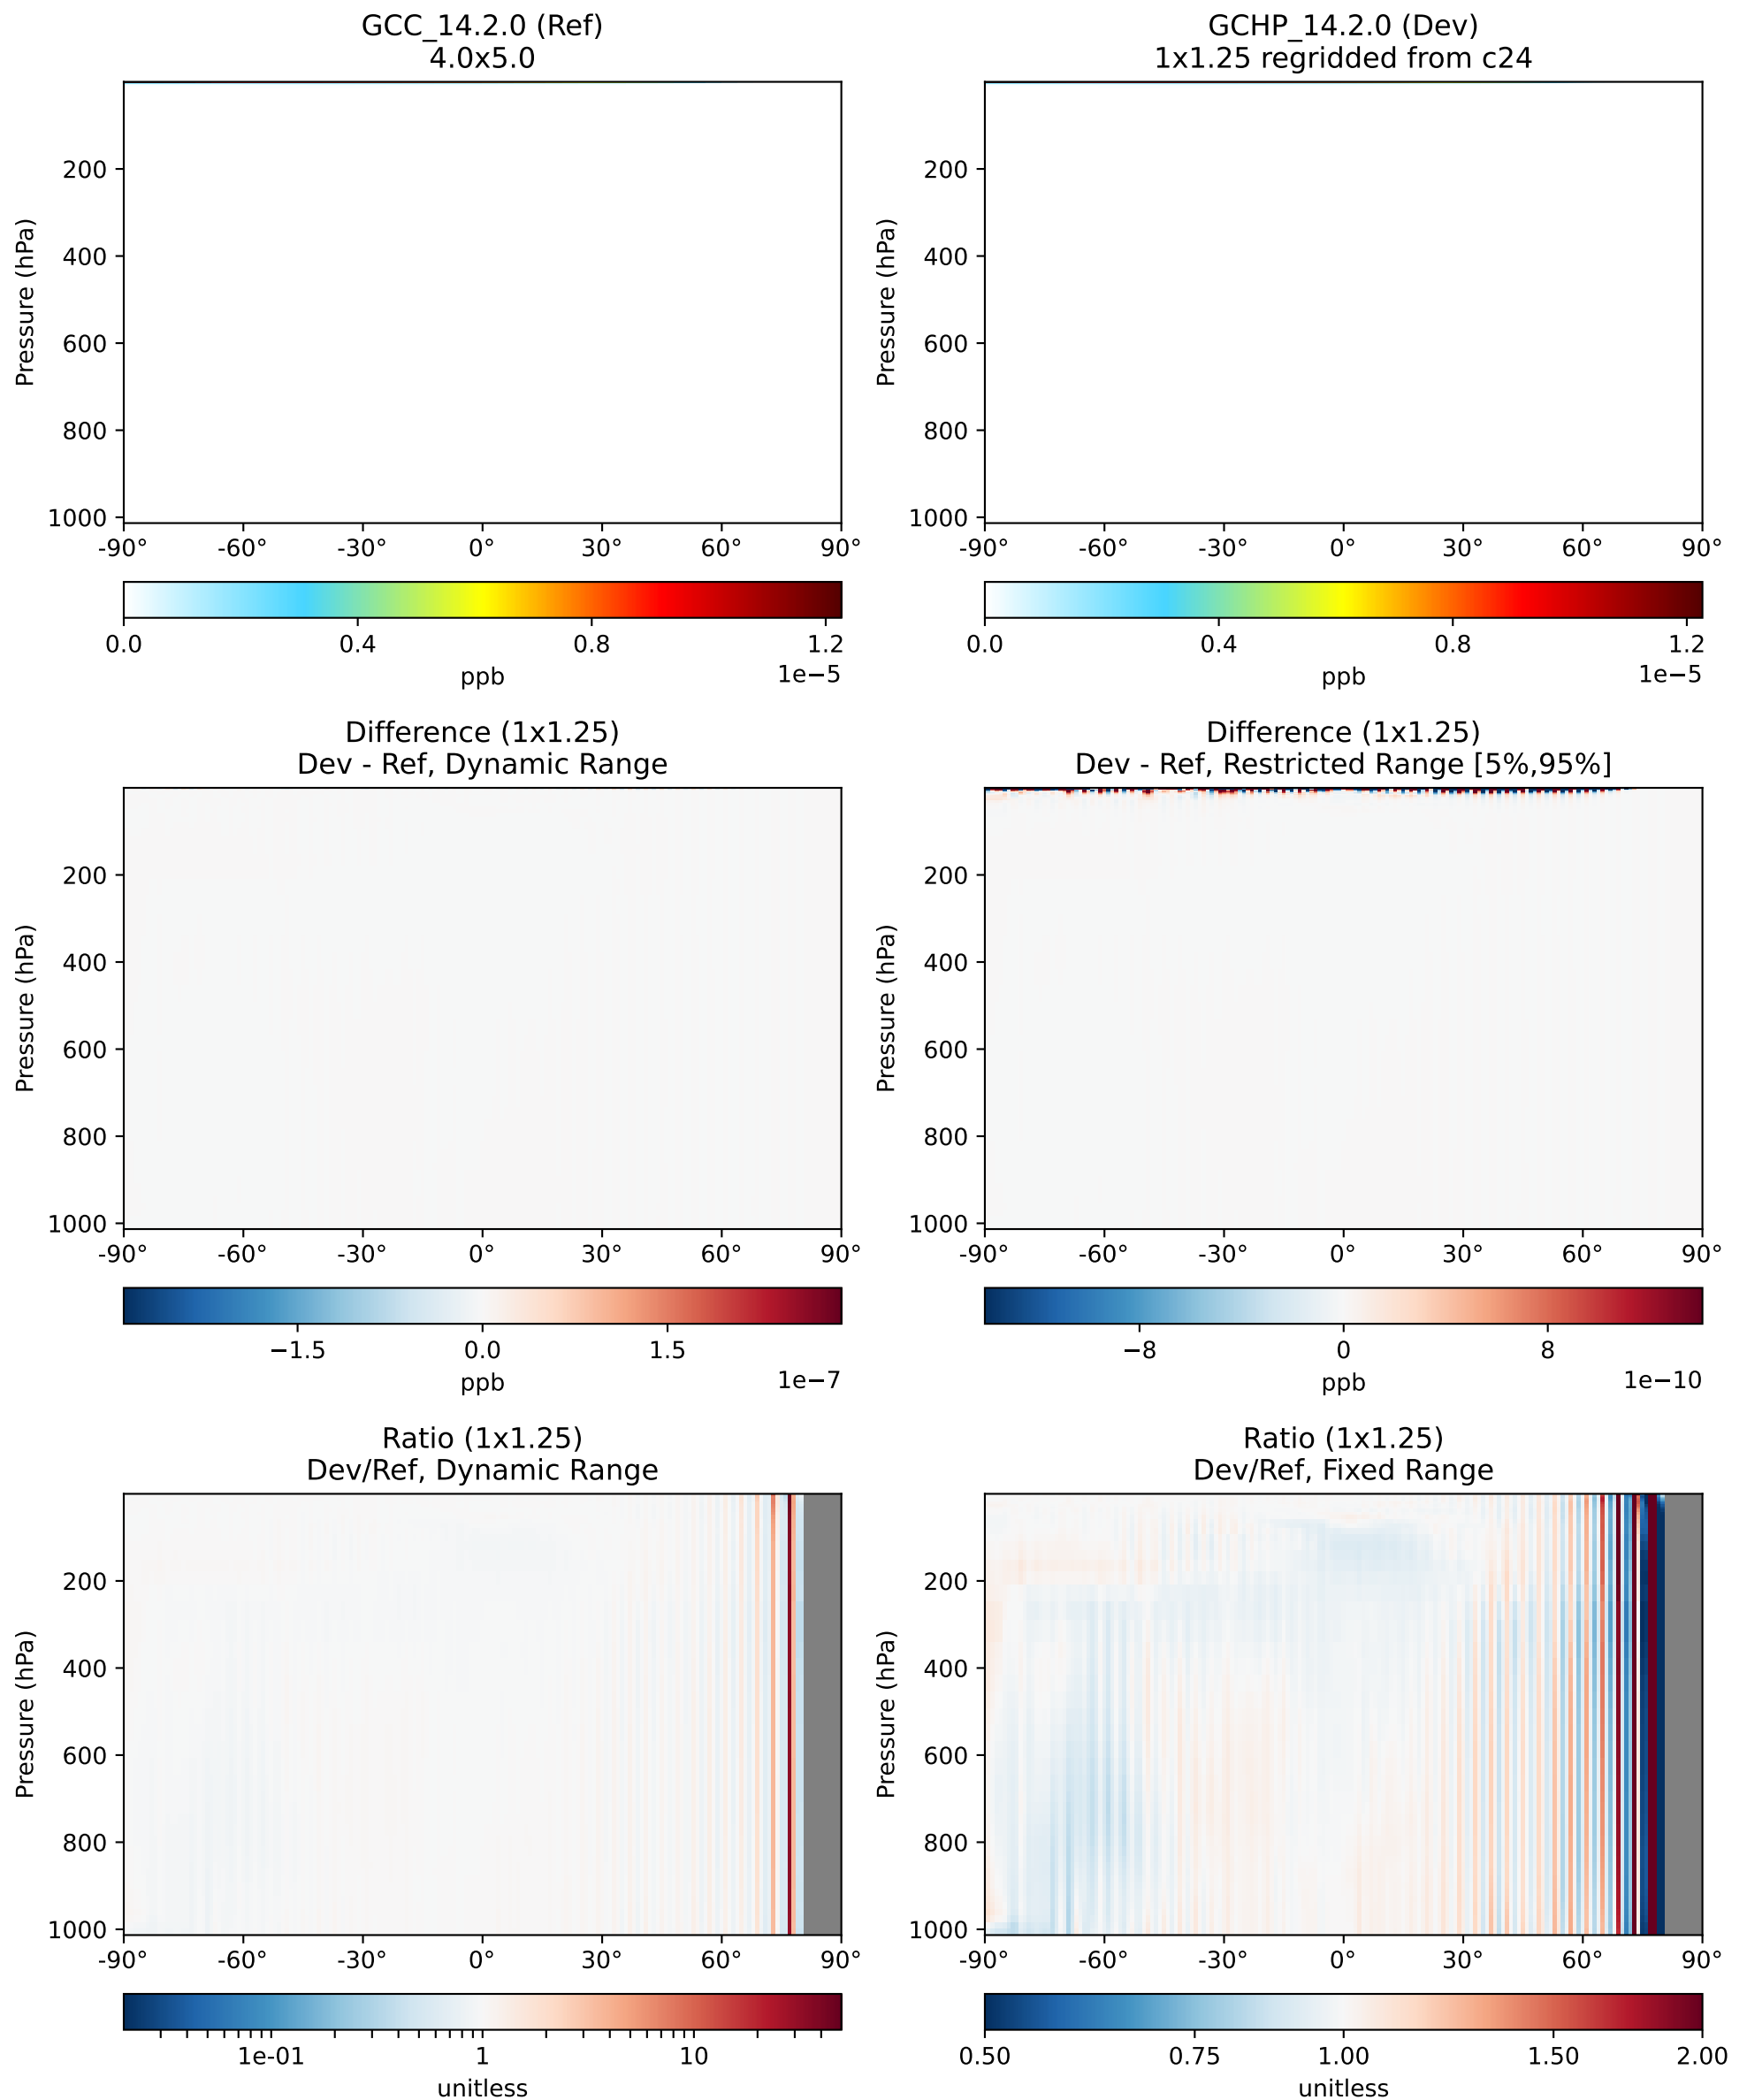 GCC_14.2.0 (Ref)
4.0x5.0
Pressure (hPa)
200
400
600
800
1000
-90° -60° -30° 0° 30° 60° 90°
0.0 0.4 0.8 1.2
ppb 1e−5
GCHP_14.2.0 (Dev)
1x1.25 regridded from c24
Pressure (hPa)
200
400
600
800
1000
-90° -60° -30° 0° 30° 60° 90°
0.0 0.4 0.8 1.2
ppb 1e−5
Difference (1x1.25)
Dev - Ref, Dynamic Range
Pressure (hPa)
200
400
600
800
1000
-90° -60° -30° 0° 30° 60° 90°
−1.5 0.0 1.5
ppb 1e−7
Difference (1x1.25)
Dev - Ref, Restricted Range [5%,95%]
Pressure (hPa)
200
400
600
800
1000
-90° -60° -30° 0° 30° 60° 90°
−8 0 8
ppb 1e−10
Ratio (1x1.25)
Dev/Ref, Dynamic Range
Pressure (hPa)
200
400
600
800
1000
-90° -60° -30° 0° 30° 60° 90°
1e-01 1 10
unitless
Ratio (1x1.25)
Dev/Ref, Fixed Range
Pressure (hPa)
200
400
600
800
1000
-90° -60° -30° 0° 30° 60° 90°
0.50 0.75 1.00 1.50 2.00
unitless